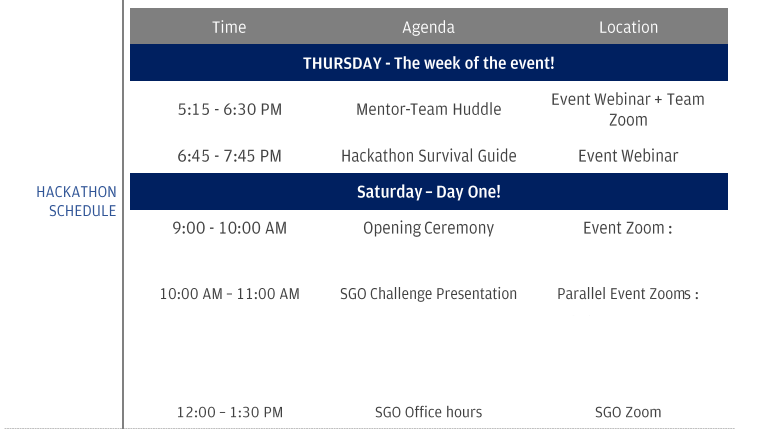 Time Agenda Location
THURSDAY - The week of the event!
5:15 - 6:30 PM Mentor-Team Huddle Event Webinar + Team
Zoom
6:45 - 7:45 PM Hackathon Survival Guide Event Webinar
HACKATHON
SCHEDULE
Saturday – Day One!
9:00 - 10:00 AM Opening Ceremony Event Zoom :
10:00 AM – 11:00 AM SGO Challenge Presentation Parallel Event Zooms :
12:00 – 1:30 PM SGO Office hours SGO Zoom